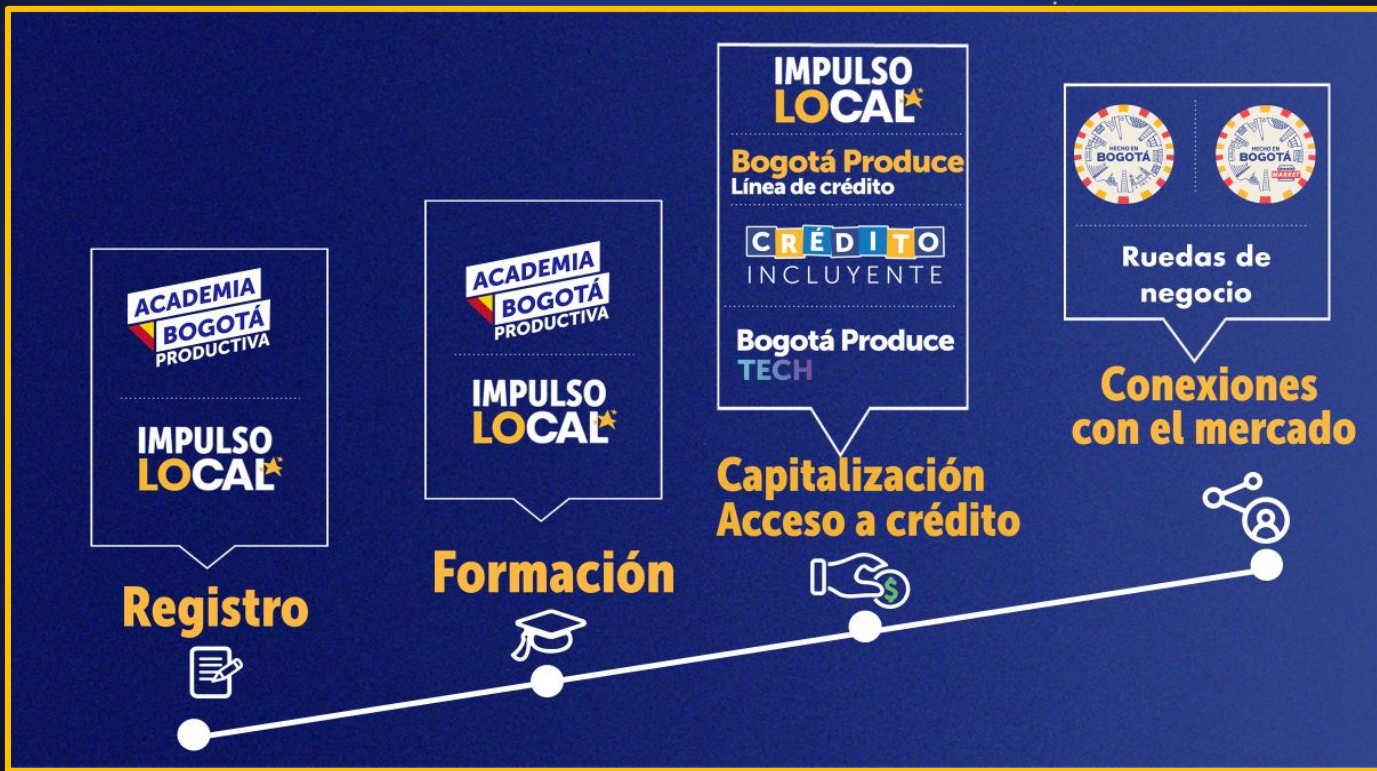 ACADEMIA
BOGOTÁ
PRODUCTIVA
IMPULSO
LOCAL
Registro
ACADEMIA
BOGOTÁ
PRODUCTIVA
IMPULSO
LOCAL
Formación
IMPULSO
LOCAL
Bogotá Produce
Línea de crédito
CRÉDITO
INCLUYENTE
Bogotá Produce
TECH
Capitalización
Acceso a crédito
$
HECHO EN
BOGOTÁ
HECHO EN
BOGOTÁ
MARKET
Ruedas de
negocio
Conexiones
con el mercado